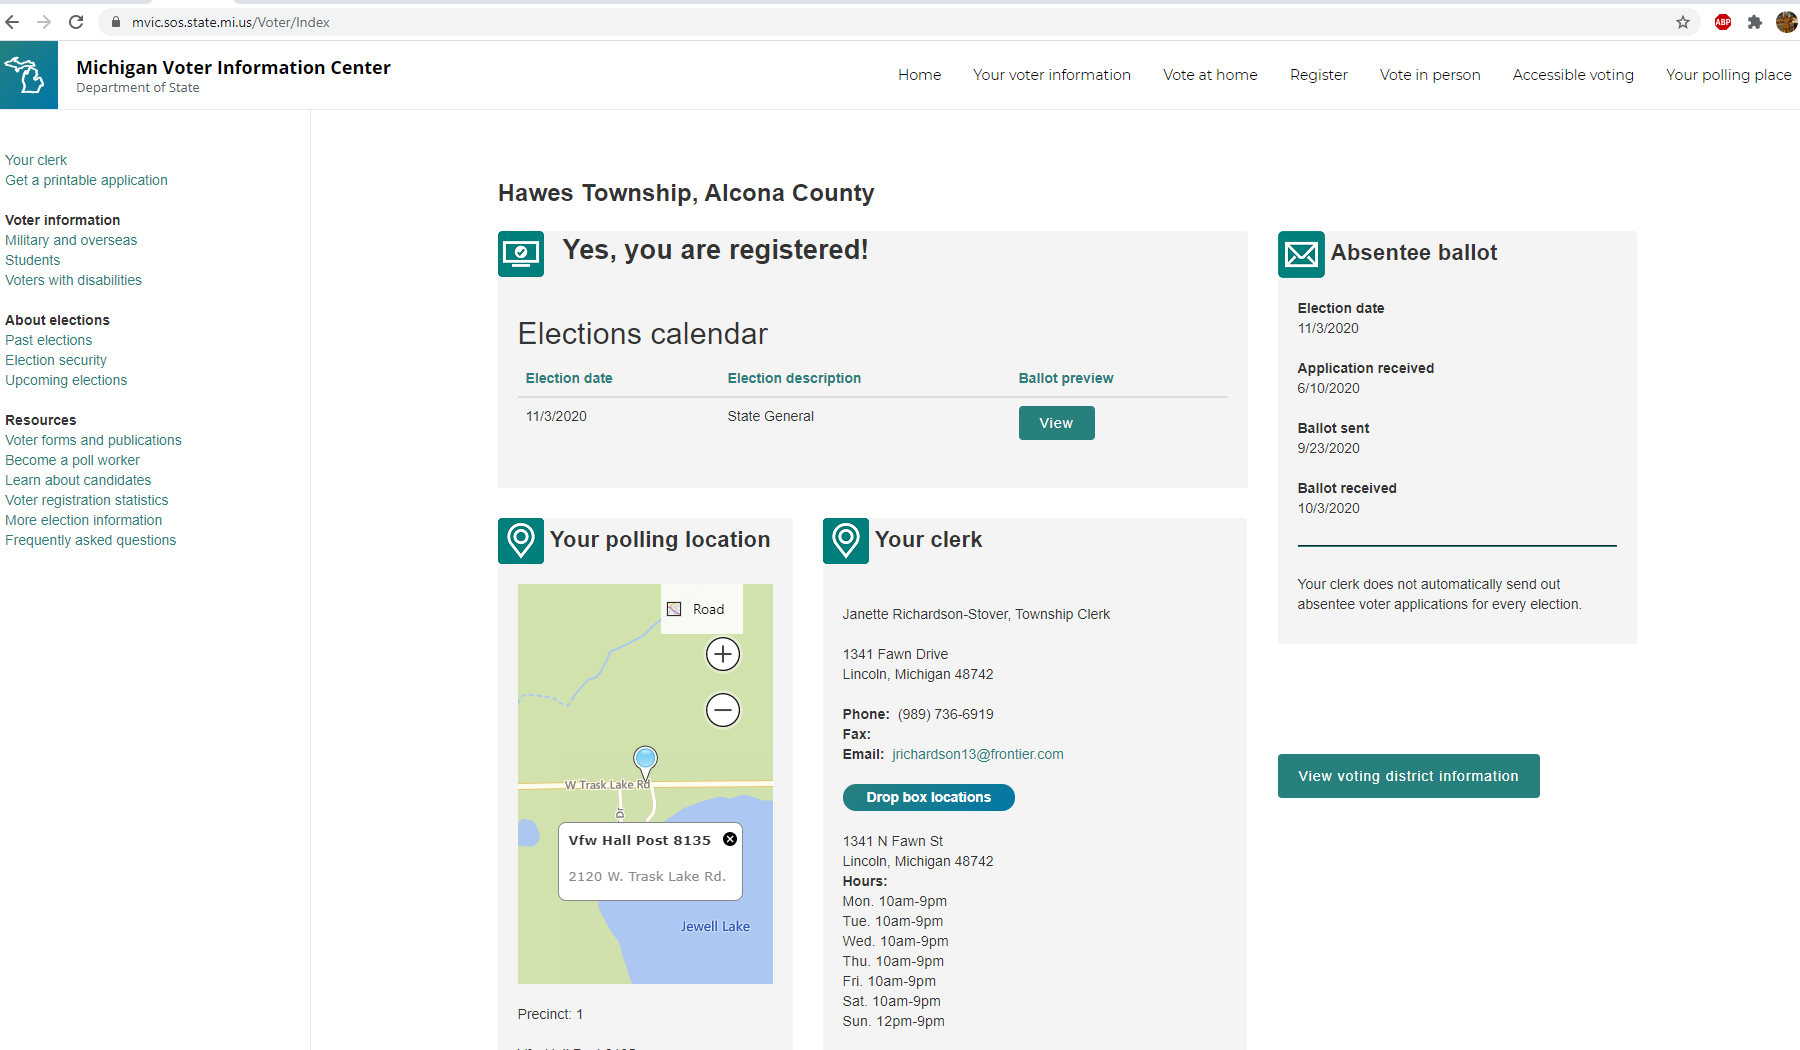 mvic.sos.state.mi.us/Voter/Index
ABP
Michigan Voter Information Center
Department of State
Home
Your voter information
Vote at home
Register
Vote in person
Accessible voting
Your polling place
Your clerk
Get a printable application
Voter information
Military and overseas
Students
Voters with disabilities
About elections
Past elections
Election security
Upcoming elections
Resources
Voter forms and publications
Become a poll worker
Learn about candidates
Voter registration statistics
More election information
Frequently asked questions
Hawes Township, Alcona County
Yes, you are registered!
Elections calendar
Election date Election description Ballot preview
11/3/2020 State General View
Your polling location
Road
W Trask Lake Rd
Dr
Vfw Hall Post 8135
2120 W. Trask Lake Rd.
Jewell Lake
Precinct: 1
Your clerk
Janette Richardson-Stover, Township Clerk
1341 Fawn Drive
Lincoln, Michigan 48742
Phone: (989) 736-6919
Fax:
Email: jrichardson13@frontier.com
Drop box locations
1341 N Fawn St
Lincoln, Michigan 48742
Hours:
Mon. 10am-9pm
Tue. 10am-9pm
Wed. 10am-9pm
Thu. 10am-9pm
Fri. 10am-9pm
Sat. 10am-9pm
Sun. 12pm-9pm
Absentee ballot
Election date
11/3/2020
Application received
6/10/2020
Ballot sent
9/23/2020
Ballot received
10/3/2020
Your clerk does not automatically send out
absentee voter applications for every election.
View voting district information